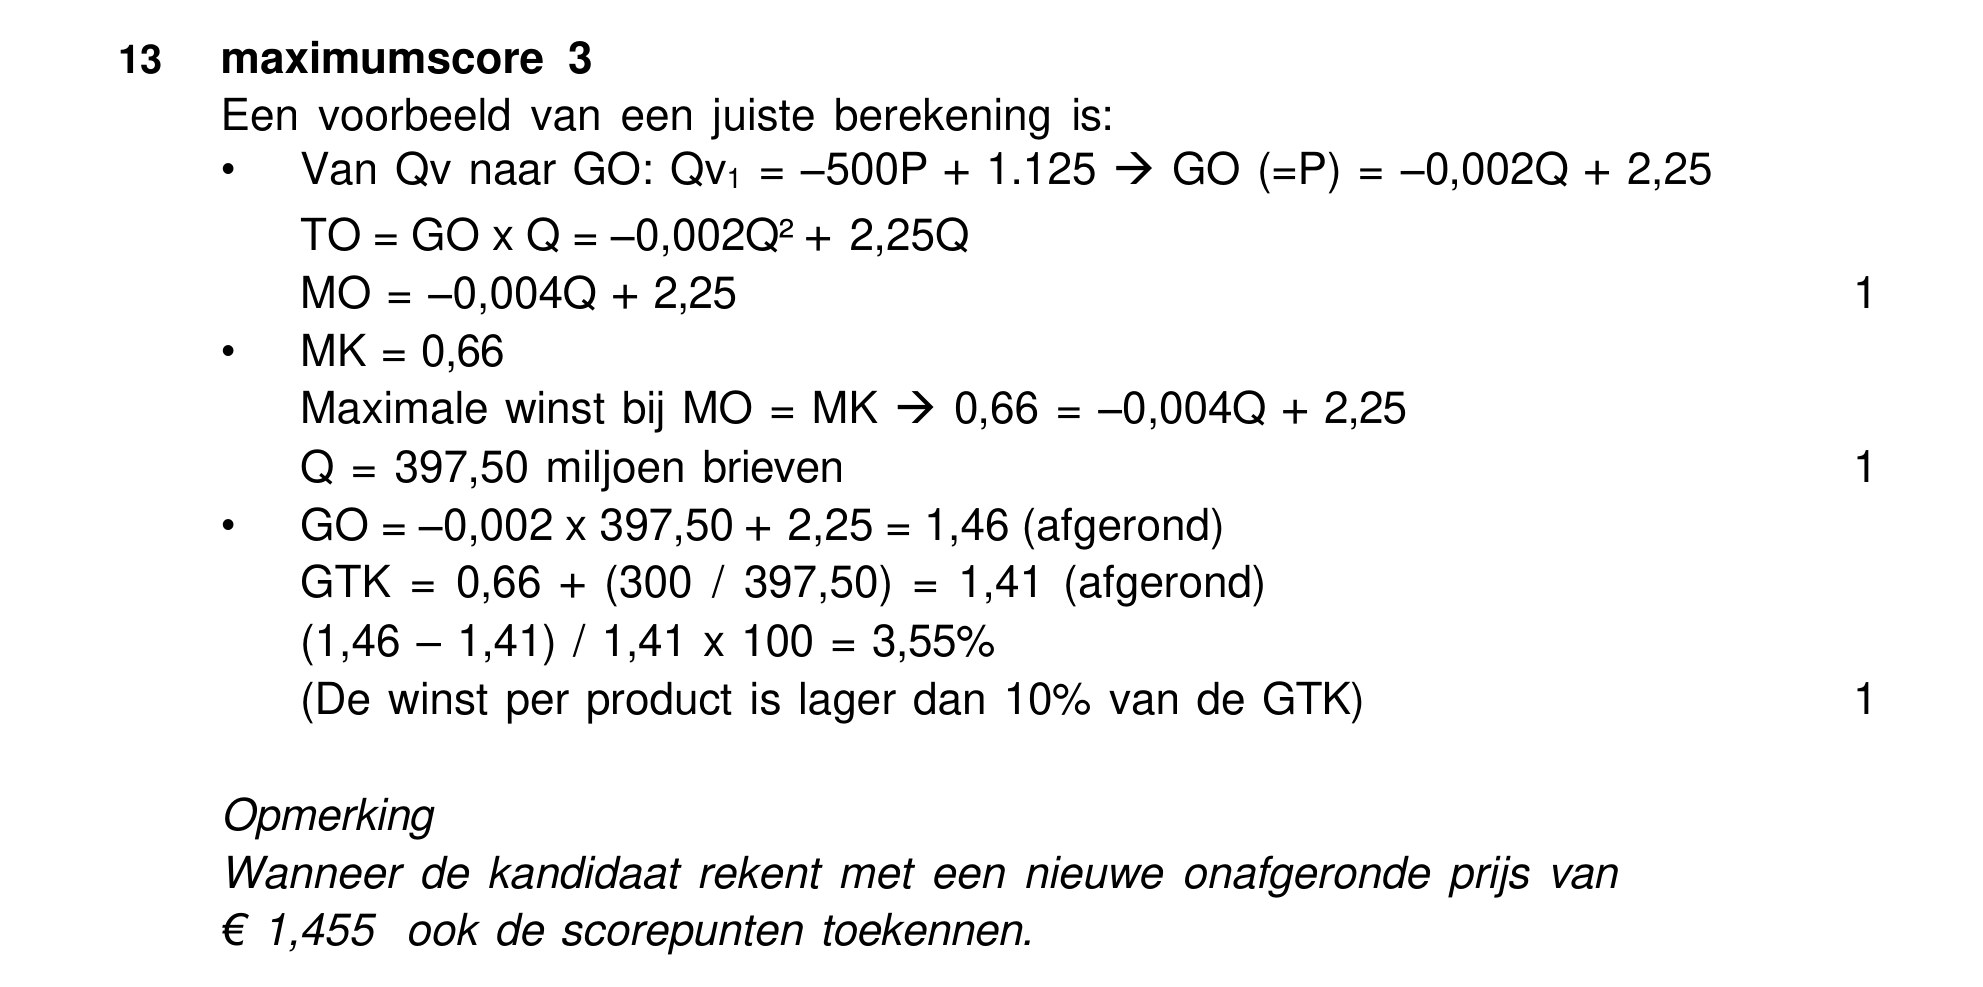 13 maximumscore 3
Een voorbeeld van een juiste berekening is:
• Van Qv naar GO: Qv₁ = –500P + 1.125 → GO (=P) = –0,002Q + 2,25
TO = GO x Q = –0,002Q² + 2,25Q
MO = –0,004Q + 2,25 1
• MK = 0,66
Maximale winst bij MO = MK → 0,66 = –0,004Q + 2,25
Q = 397,50 miljoen brieven 1
• GO = –0,002 x 397,50 + 2,25 = 1,46 (afgerond)
GTK = 0,66 + (300 / 397,50) = 1,41 (afgerond)
(1,46 – 1,41) / 1,41 x 100 = 3,55%
(De winst per product is lager dan 10% van de GTK) 1
Opmerking
Wanneer de kandidaat rekent met een nieuwe onafgeronde prijs van
€ 1,455 ook de scorepunten toekennen.